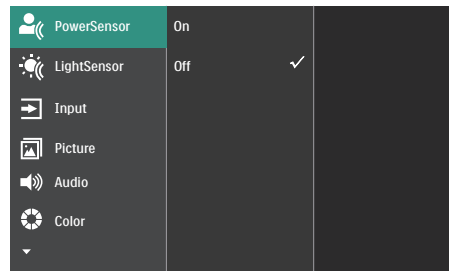 PowerSensor
On
LightSensor
Off
Input
Picture
Audio
Color